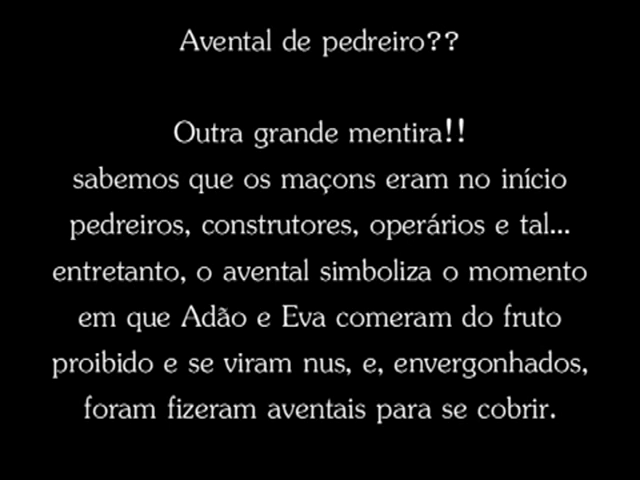 Avental de pedreiro??
Outra grande mentira!!
sabemos que os maçons eram no início
pedreiros, construtores, operários e tal...
entretanto, o avental simboliza o momento
em que Adão e Eva comeram do fruto
proibido e se viram nus, e, envergonhados,
foram fizeram aventais para se cobrir.